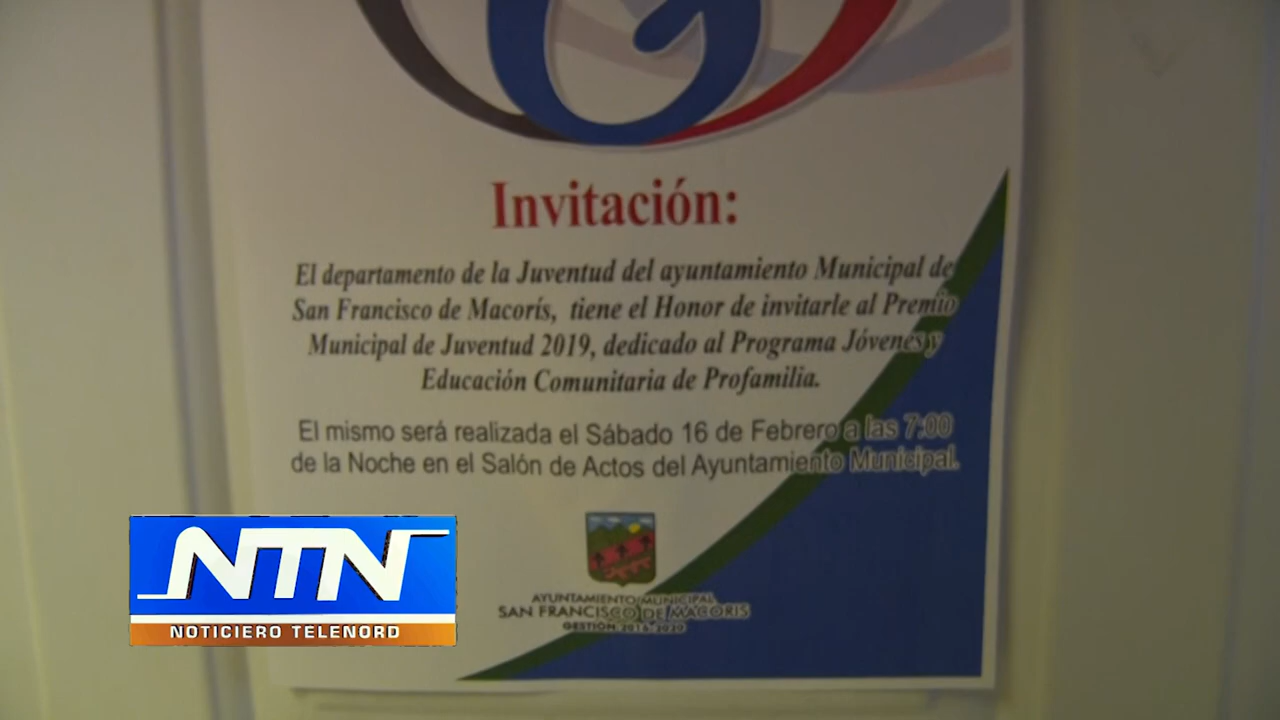 Invitación:
El departamento de la Juventud del ayuntamiento Municipal de
San Francisco de Macorís, tiene el Honor de invitarle al Premio
Municipal de Juventud 2019, dedicado al Programa Jóvenes y
Educación Comunitaria de Profamilia.
El mismo será realizada el Sábado 16 de Febrero a las 7:00
de la Noche en el Salón de Actos del Ayuntamiento Municipal.
AYUNTAMIENTO MUNICIPAL
SAN FRANCISCO DE MACORIS
GESTIÓN 2016-2020
NTN
NOTICIERO TELENORD